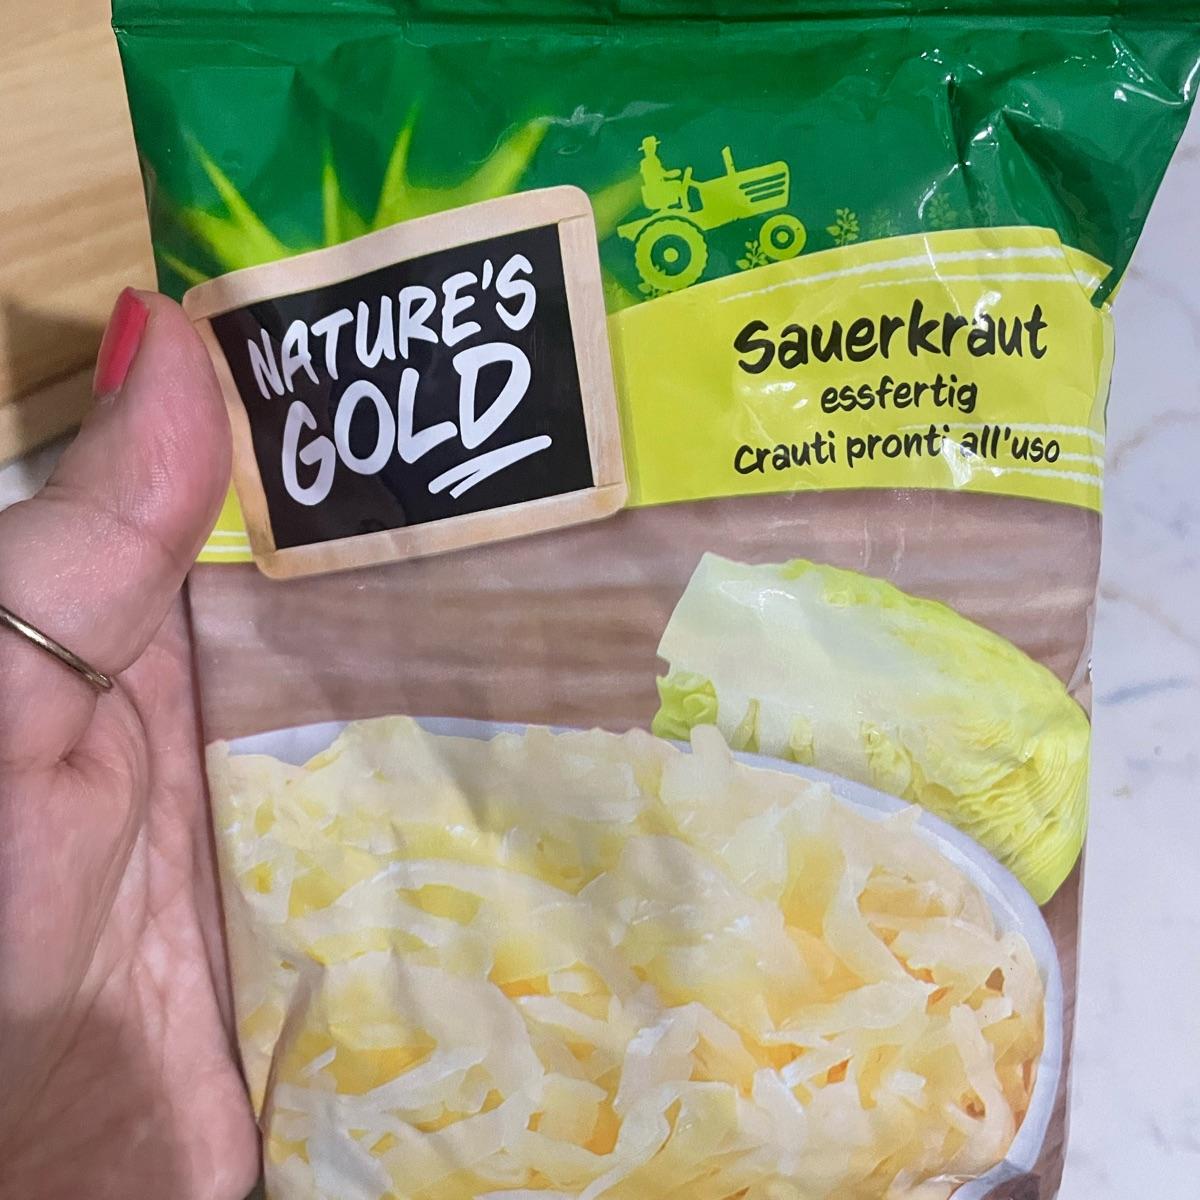 NATURE'S
GOLD
Sauerkraut
essfertig
Crauti pronti all'uso